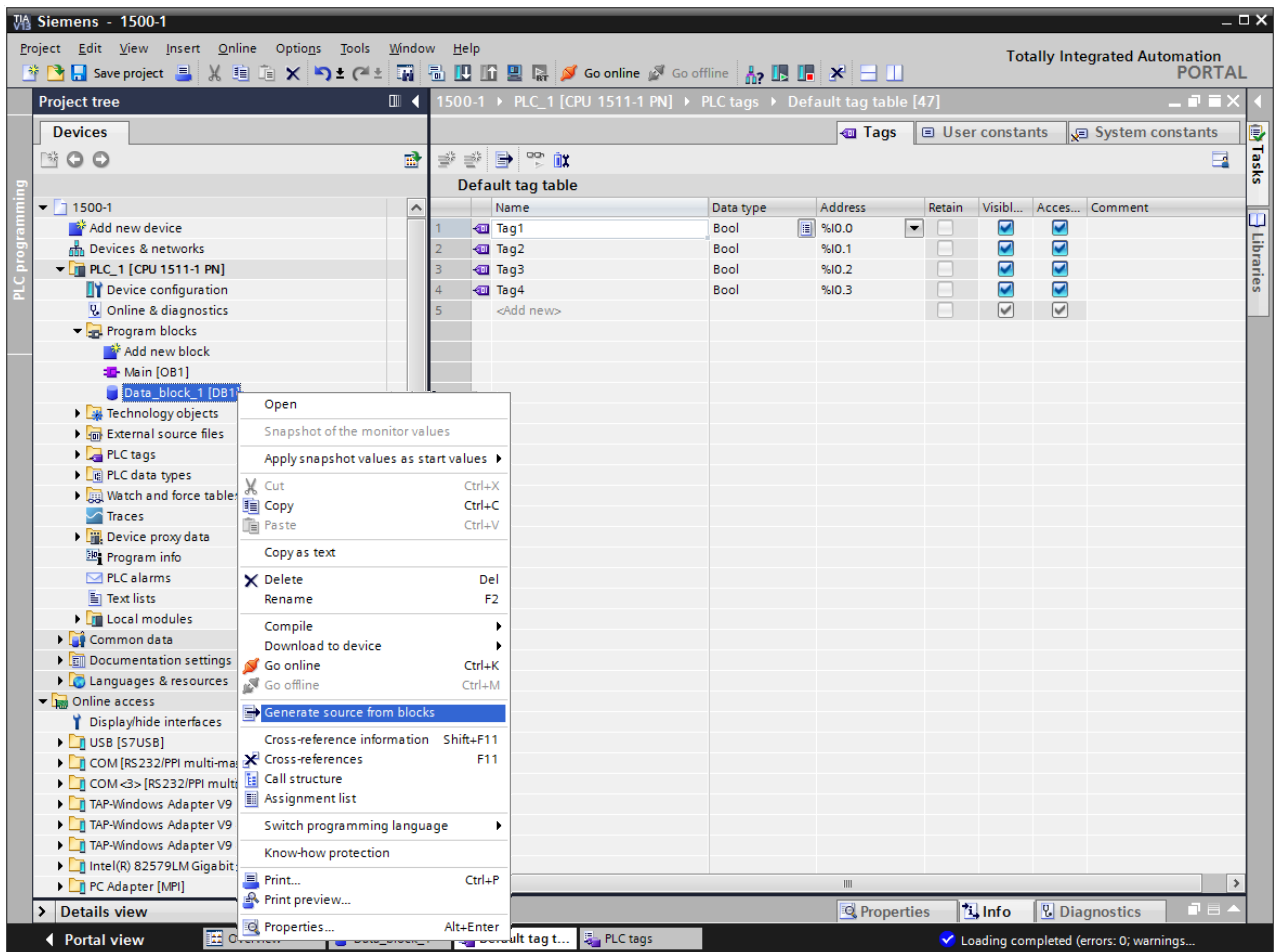 Siemens - 1500-1
Project Edit View Insert Online Options Tools Window Help
Totally Integrated Automation
PORTAL
Save project Go online Go offline
Project tree
1500-1 PLC_1 [CPU 1511-1 PN] PLC tags Default tag table [47]
Devices
Tags User constants System constants
Default tag table
Name Data type Address Retain Visibl... Acces... Comment
1 Tag1 Bool %I0.0
2 Tag2 Bool %I0.1
3 Tag3 Bool %I0.2
4 Tag4 Bool %I0.3
5 <Add new>
PLC programming
1500-1
Add new device
Devices & networks
PLC_1 [CPU 1511-1 PN]
Device configuration
Online & diagnostics
Program blocks
Add new block
Main [OB1]
Data_block_1 [DB1]
Technology objects
External source files
PLC tags
PLC data types
Watch and force tables
Traces
Device proxy data
Program info
PLC alarms
Text lists
Local modules
Common data
Documentation settings
Languages & resources
Online access
Display/hide interfaces
USB [S7USB]
COM [RS232/PPI multi-ma
COM <3> [RS232/PPI multi
TAP-Windows Adapter V9
TAP-Windows Adapter V9
TAP-Windows Adapter V9
Intel(R) 82579LM Gigabit
PC Adapter [MPI]
Open
Snapshot of the monitor values
Apply snapshot values as start values
Cut Ctrl+X
Copy Ctrl+C
Paste Ctrl+V
Copy as text
Delete Del
Rename F2
Compile
Download to device
Go online Ctrl+K
Go offline Ctrl+M
Generate source from blocks
Cross-reference information Shift+F11
Cross-references F11
Call structure
Assignment list
Switch programming language
Know-how protection
Print... Ctrl+P
Print preview...
Properties... Alt+Enter
Tasks
Libraries
Details view
Properties Info Diagnostics
Portal view
PLC tags
Loading completed (errors: 0; warnings...